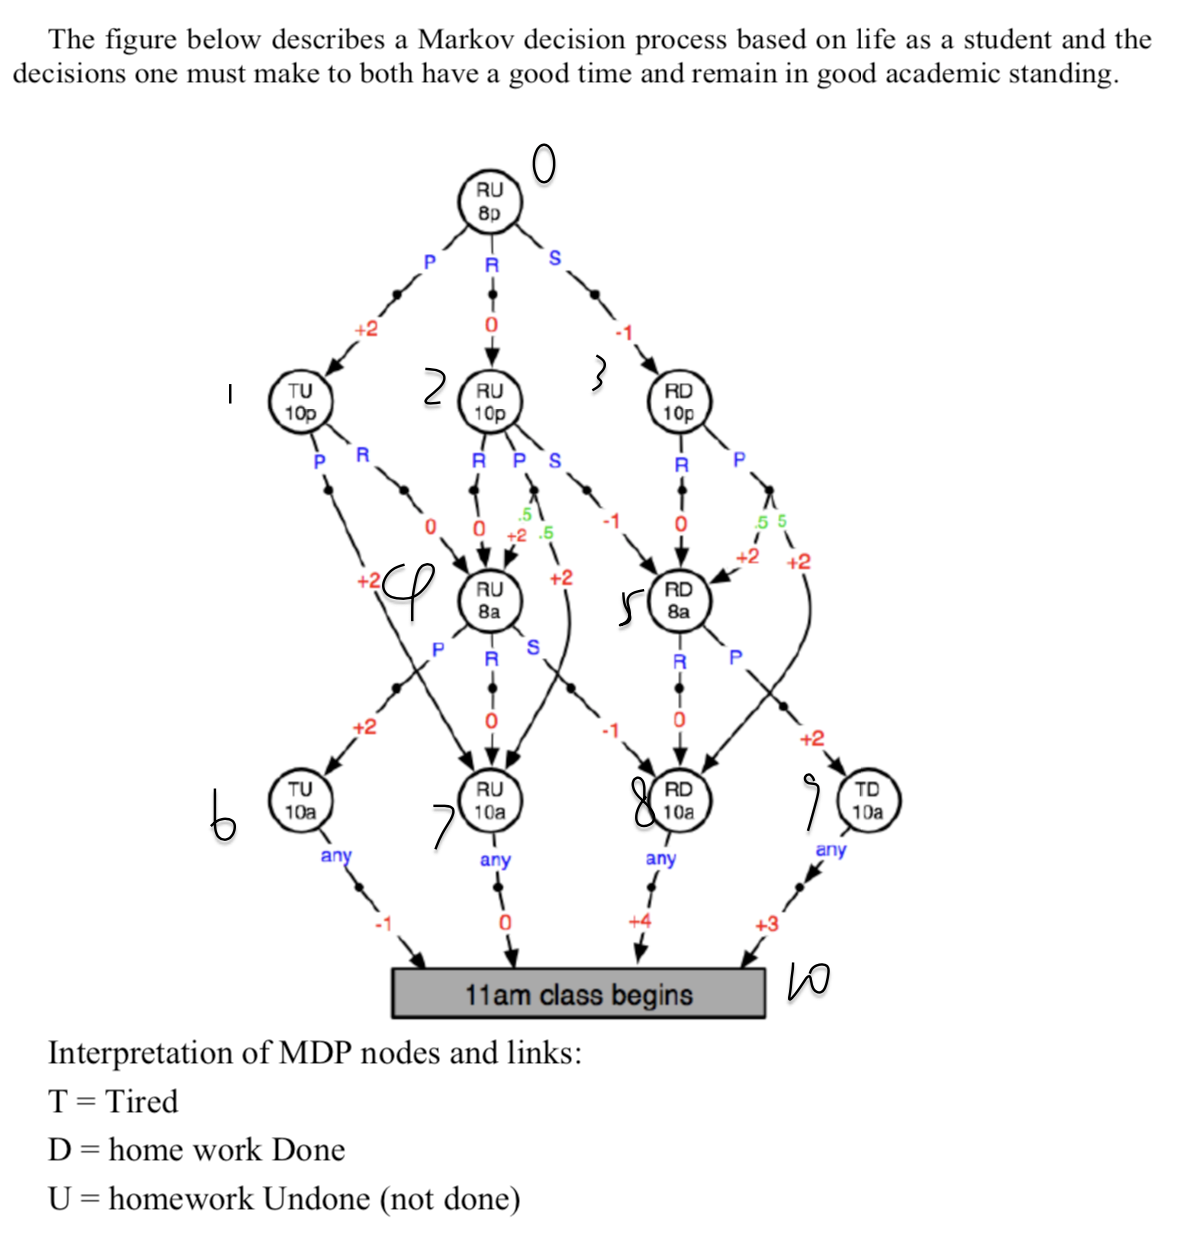 The figure below describes a Markov decision process based on life as a student and the
decisions one must make to both have a good time and remain in good academic standing.
0
RU
8p
P R S
+2 0 -1
1 2 3
TU RU RD
10p 10p 10p
P R R P S R P
.5 .5 .5 5
0 0 +2 -1 0 +2 +2
+2 +2
4 5
RU RD
8a 8a
P R S R P
+2 0 -1 0 +2
6 7 8 9
TU RU RD TD
10a 10a 10a 10a
any any any any
-1 0 +4 +3
11am class begins 10
Interpretation of MDP nodes and links:
T = Tired
D = home work Done
U = homework Undone (not done)